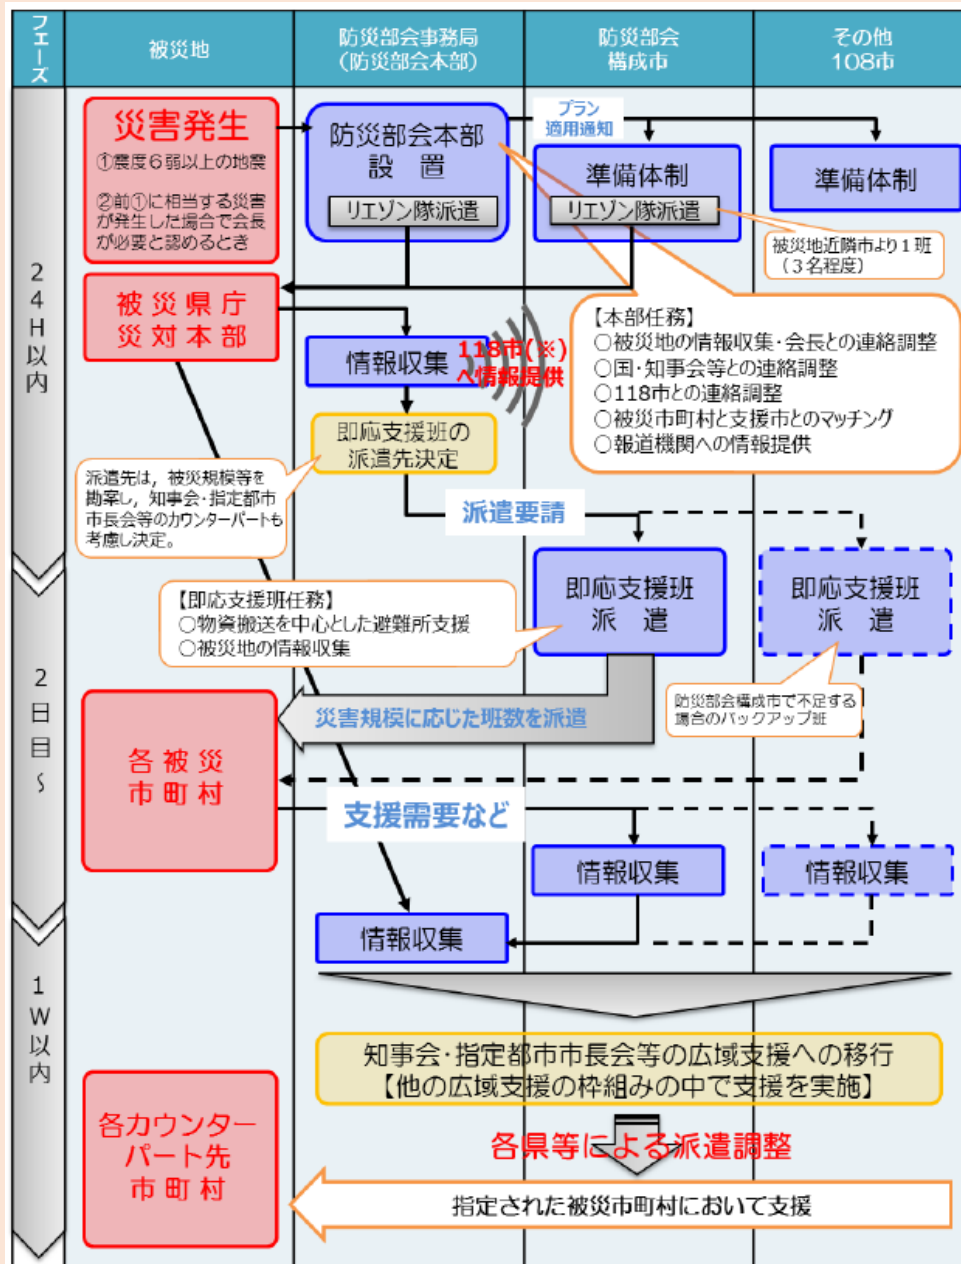 フェーズ
被災地
防災部会事務局
（防災部会本部）
防災部会
構成市
その他
108市
24H以内
災害発生
①震度６弱以上の地震
②前①に相当する災害
が発生した場合で会長
が必要と認めるとき
防災部会本部
設　置
リエゾン隊派遣
プラン
適用通知
準備体制
リエゾン隊派遣
準備体制
被災地近隣市より１班
（３名程度）
被災県庁
災対本部
情報収集
118市(※)
へ情報提供
【本部任務】
○被災地の情報収集・会長との連絡調整
○国・知事会等との連絡調整
○118市との連絡調整
○被災市町村と支援市とのマッチング
○報道機関への情報提供
即応支援班の
派遣先決定
派遣先は，被災規模等を
勘案し，知事会・指定都市
市長会等のカウンターパートも
考慮し決定。
派遣要請
2日目～
即応支援班
派　遣
即応支援班
派　遣
【即応支援班任務】
○物資搬送を中心とした避難所支援
○被災地の情報収集
防災部会構成市で不足する
場合のバックアップ班
災害規模に応じた班数を派遣
各被災
市町村
支援需要など
情報収集
情報収集
情報収集
1W以内
知事会・指定都市市長会等の広域支援への移行
【他の広域支援の枠組みの中で支援を実施】
各県等による派遣調整
各カウンター
パート先
市町村
指定された被災市町村において支援